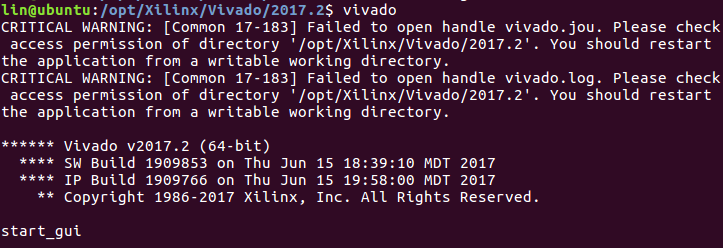 lin@ubuntu:/opt/Xilinx/Vivado/2017.2$ vivado
CRITICAL WARNING: [Common 17-183] Failed to open handle vivado.jou. Please check
 access permission of directory '/opt/Xilinx/Vivado/2017.2'. You should restart
the application from a writable working directory.
CRITICAL WARNING: [Common 17-183] Failed to open handle vivado.log. Please check
 access permission of directory '/opt/Xilinx/Vivado/2017.2'. You should restart
the application from a writable working directory.

****** Vivado v2017.2 (64-bit)
  **** SW Build 1909853 on Thu Jun 15 18:39:10 MDT 2017
  **** IP Build 1909766 on Thu Jun 15 19:58:00 MDT 2017
    ** Copyright 1986-2017 Xilinx, Inc. All Rights Reserved.

start_gui